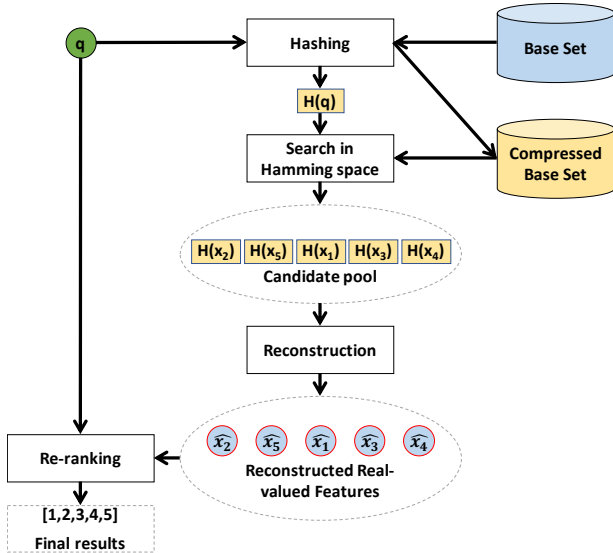 q
Hashing
Base Set
H(q)
Search in
Hamming space
Compressed
Base Set
H(x₂) H(x₅) H(x₁) H(x₃) H(x₄)
Candidate pool
Reconstruction
x̂₂ x̂₅ x̂₁ x̂₃ x̂₄
Reconstructed Real-
valued Features
Re-ranking
[1,2,3,4,5]
Final results